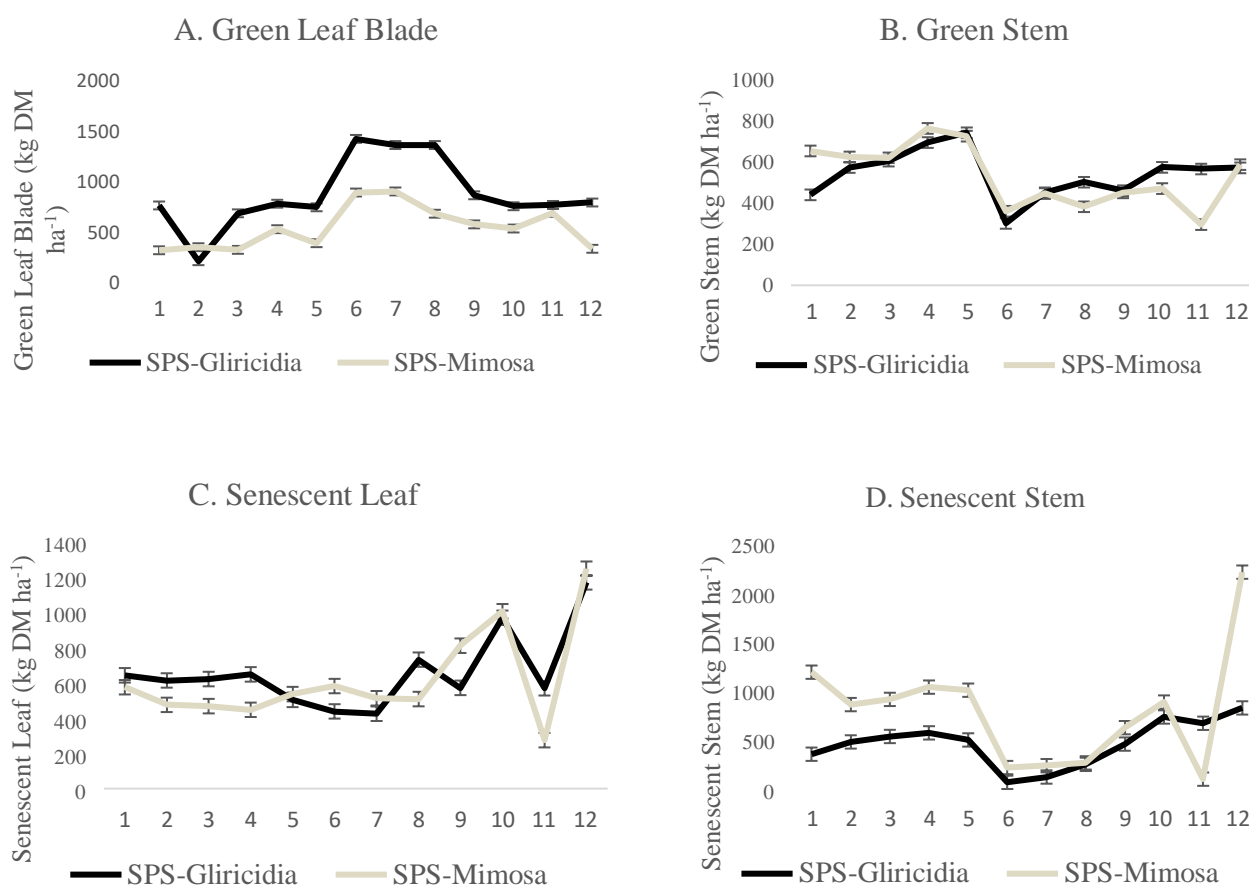 A. Green Leaf Blade
Green Leaf Blade (kg DM
ha⁻¹)
2000
1500
1000
500
0
1 2 3 4 5 6 7 8 9 10 11 12
SPS-Gliricidia SPS-Mimosa
B. Green Stem
Green Stem (kg DM ha⁻¹)
1000
800
600
400
200
0
1 2 3 4 5 6 7 8 9 10 11 12
SPS-Gliricidia SPS-Mimosa
C. Senescent Leaf
Senescent Leaf (kg DM ha⁻¹)
1400
1200
1000
800
600
400
200
0
1 2 3 4 5 6 7 8 9 10 11 12
SPS-Gliricidia SPS-Mimosa
D. Senescent Stem
Senescent Stem (kg DM ha⁻¹)
2500
2000
1500
1000
500
0
1 2 3 4 5 6 7 8 9 10 11 12
SPS-Gliricidia SPS-Mimosa